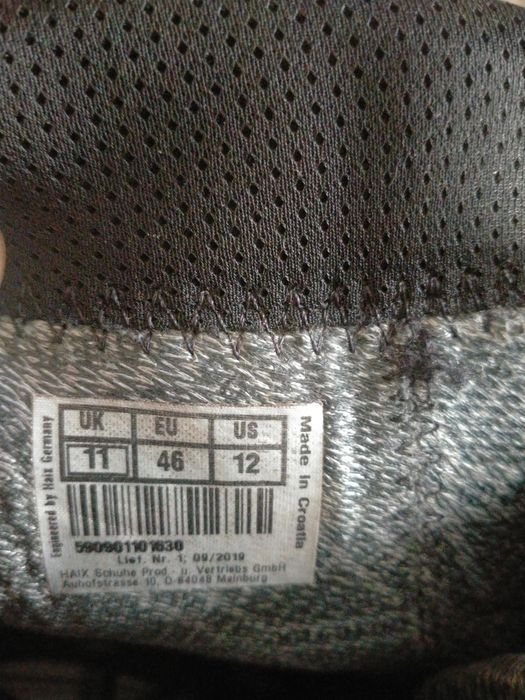 UK EU US
11 46 12
Engineered by Haix Germany
Made in Croatia
590901101630
Lief. Nr. 1; 09/2019
HAIX Schuhe Prod.- u. Vertriebs GmbH
Auhofstrasse 10, D-84048 Mainburg